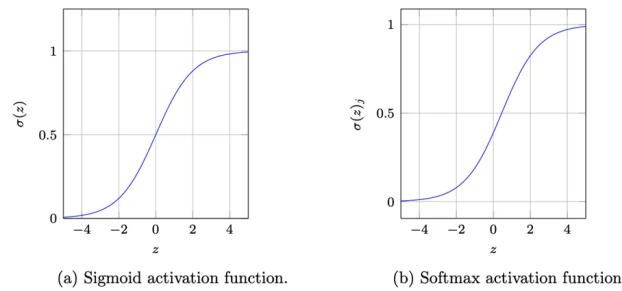 1
0.5
0
σ(z)
−4 −2 0 2 4
z
(a) Sigmoid activation function.
1
0.5
0
σ(z)j
−4 −2 0 2 4
z
(b) Softmax activation function